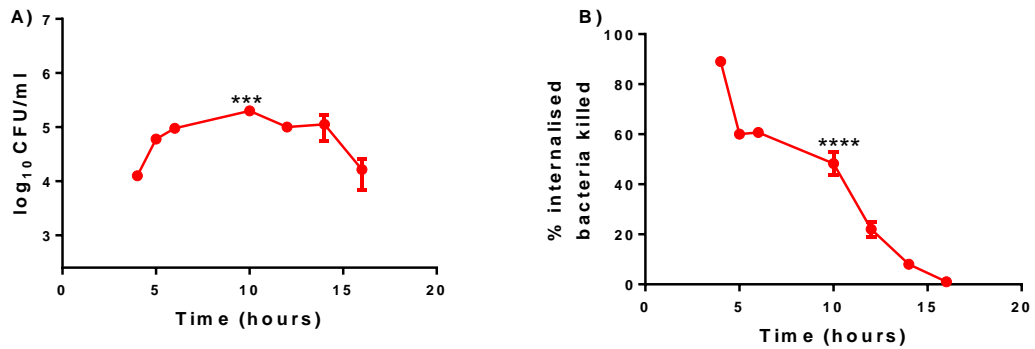 A)
7
6
5
4
3
log10 CFU/ml
***
0 5 10 15 20
Time (hours)
B)
100
80
60
40
20
0
% internalised
bacteria killed
****
0 5 10 15 20
Time (hours)